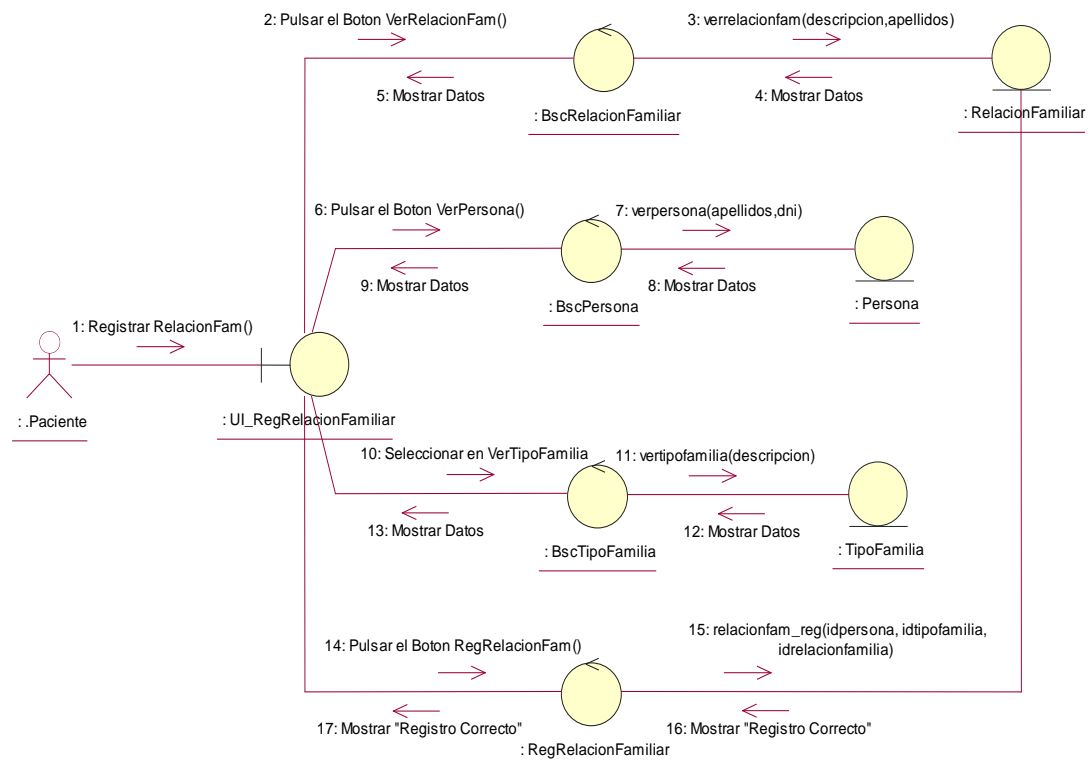 2: Pulsar el Boton VerRelacionFam()
3: verrelacionfam(descripcion,apellidos)
5: Mostrar Datos
4: Mostrar Datos
: BscRelacionFamiliar
: RelacionFamiliar
6: Pulsar el Boton VerPersona()
7: verpersona(apellidos,dni)
9: Mostrar Datos
8: Mostrar Datos
: BscPersona
: Persona
1: Registrar RelacionFam()
: .Paciente
: UI_RegRelacionFamiliar
10: Seleccionar en VerTipoFamilia
11: vertipofamilia(descripcion)
13: Mostrar Datos
12: Mostrar Datos
: BscTipoFamilia
: TipoFamilia
14: Pulsar el Boton RegRelacionFam()
15: relacionfam_reg(idpersona, idtipofamilia,
idrelacionfamilia)
17: Mostrar "Registro Correcto"
16: Mostrar "Registro Correcto"
: RegRelacionFamiliar